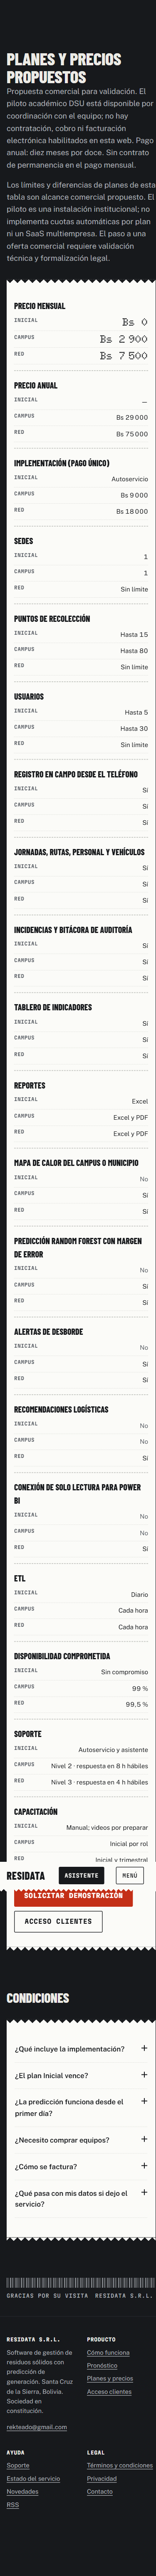 PLANES Y PRECIOS
PROPUESTOS
Propuesta comercial para validación. El
piloto académico DSU está disponible por
coordinación con el equipo; no hay
contratación, cobro ni facturación
electrónica habilitados en esta web. Pago
anual: diez meses por doce. Sin contrato
de permanencia en el pago mensual.
Los límites y diferencias de planes de esta
tabla son alcance comercial propuesto. El
piloto es una instalación institucional; no
implementa cuotas automáticas por plan
ni un SaaS multiempresa. El paso a una
oferta comercial requiere validación
técnica y formalización legal.
PRECIO MENSUAL
INICIAL Bs 0
CAMPUS Bs 2 900
RED Bs 7 500
PRECIO ANUAL
INICIAL —
CAMPUS Bs 29 000
RED Bs 75 000
IMPLEMENTACIÓN (PAGO ÚNICO)
INICIAL Autoservicio
CAMPUS Bs 9 000
RED Bs 18 000
SEDES
INICIAL 1
CAMPUS 1
RED Sin límite
PUNTOS DE RECOLECCIÓN
INICIAL Hasta 15
CAMPUS Hasta 80
RED Sin límite
USUARIOS
INICIAL Hasta 5
CAMPUS Hasta 30
RED Sin límite
REGISTRO EN CAMPO DESDE EL TELÉFONO
INICIAL Sí
CAMPUS Sí
RED Sí
JORNADAS, RUTAS, PERSONAL Y VEHÍCULOS
INICIAL Sí
CAMPUS Sí
RED Sí
INCIDENCIAS Y BITÁCORA DE AUDITORÍA
INICIAL Sí
CAMPUS Sí
RED Sí
TABLERO DE INDICADORES
INICIAL Sí
CAMPUS Sí
RED Sí
REPORTES
INICIAL Excel
CAMPUS Excel y PDF
RED Excel y PDF
MAPA DE CALOR DEL CAMPUS O MUNICIPIO
INICIAL No
CAMPUS Sí
RED Sí
PREDICCIÓN RANDOM FOREST CON MARGEN
DE ERROR
INICIAL No
CAMPUS Sí
RED Sí
ALERTAS DE DESBORDE
INICIAL No
CAMPUS Sí
RED Sí
RECOMENDACIONES LOGÍSTICAS
INICIAL No
CAMPUS No
RED Sí
CONEXIÓN DE SOLO LECTURA PARA POWER
BI
INICIAL No
CAMPUS No
RED Sí
ETL
INICIAL Diario
CAMPUS Cada hora
RED Cada hora
DISPONIBILIDAD COMPROMETIDA
INICIAL Sin compromiso
CAMPUS 99 %
RED 99,5 %
SOPORTE
INICIAL Autoservicio y asistente
CAMPUS Nivel 2 · respuesta en 8 h hábiles
RED Nivel 3 · respuesta en 4 h hábiles
CAPACITACIÓN
INICIAL Manual; videos por preparar
CAMPUS Inicial por rol
RED Inicial y trimestral
RESIDATA ASISTENTE MENÚ
SOLICITAR DEMOSTRACIÓN
ACCESO CLIENTES
CONDICIONES
¿Qué incluye la implementación? +
¿El plan Inicial vence? +
¿La predicción funciona desde el +
primer día?
¿Necesito comprar equipos? +
¿Cómo se factura? +
¿Qué pasa con mis datos si dejo el +
servicio?
GRACIAS POR SU VISITA RESIDATA S.R.L.
RESIDATA S.R.L.
Software de gestión de
residuos sólidos con
predicción de
generación. Santa Cruz
de la Sierra, Bolivia.
Sociedad en
constitución.
rekteado@gmail.com
PRODUCTO
Cómo funciona
Pronóstico
Planes y precios
Acceso clientes
AYUDA
Soporte
Estado del servicio
Novedades
RSS
LEGAL
Términos y condiciones
Privacidad
Contacto